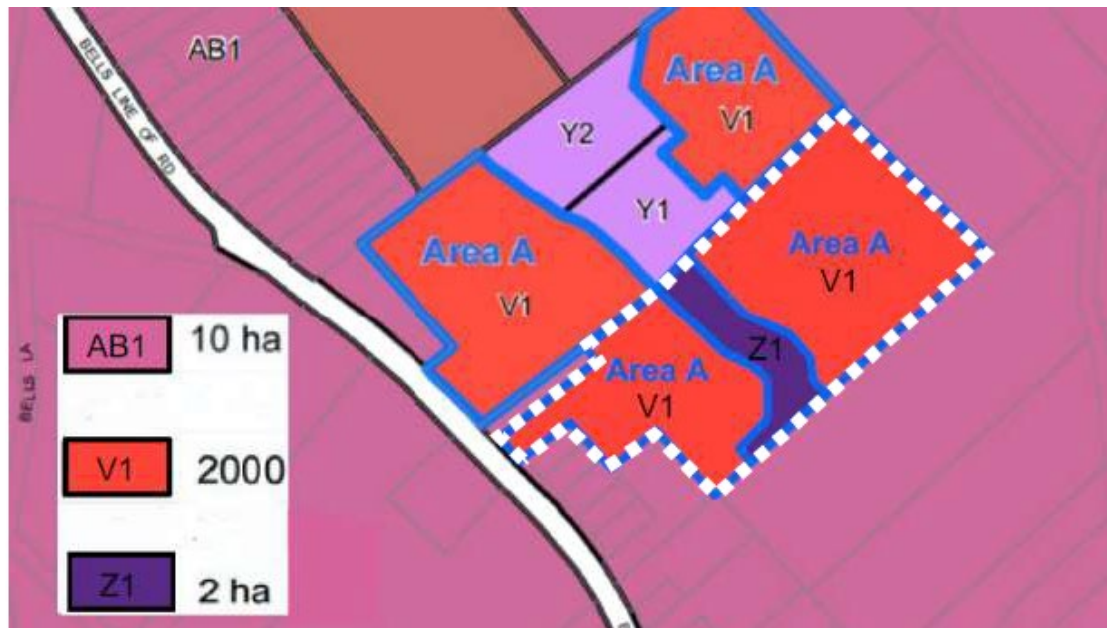 AB1
BELLS LINE OF RD
Area A
V1
Y2
Y1
Area A
V1
Area A
V1
Z1
Area A
V1
BELLS LA
AB1 10 ha
V1 2000
Z1 2 ha